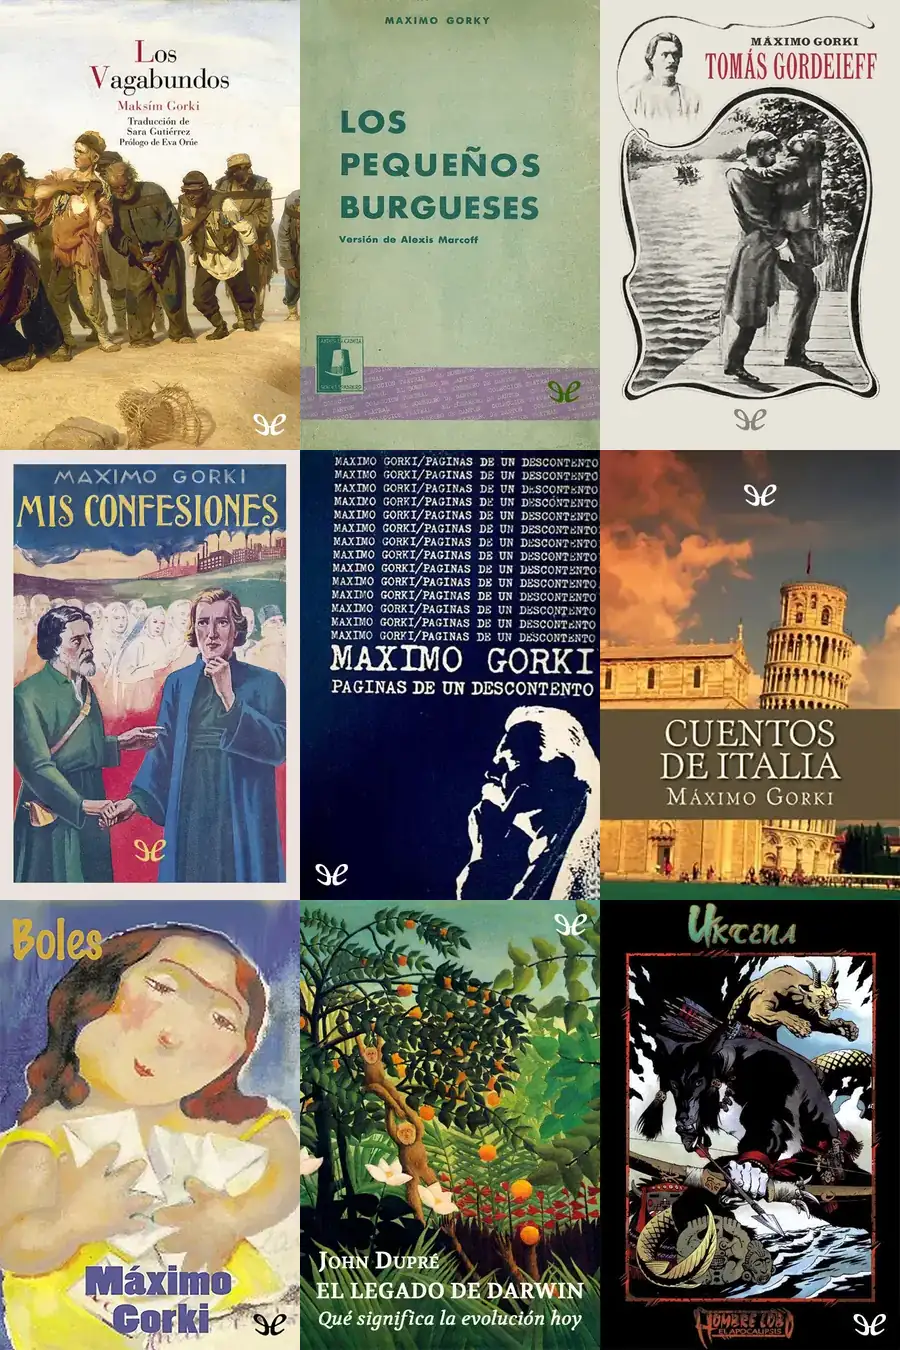 Los
Vagabundos
Maksím Gorki
Traducción de
Sara Gutiérrez
Prólogo de Eva Orúe
MAXIMO GORKY
LOS
PEQUEÑOS
BURGUESES
Versión de Alexis Marcoff
MÁXIMO GORKI
TOMÁS GORDEIEFF
MAXIMO GORKI
MIS CONFESIONES
MAXIMO GORKI/PAGINAS DE UN DESCONTENTO
MAXIMO GORKI/PAGINAS DE UN DESCONTENTO
MAXIMO GORKI/PAGINAS DE UN DESCONTENTO
MAXIMO GORKI/PAGINAS DE UN DESCONTENTO
MAXIMO GORKI/PAGINAS DE UN DESCONTENTO
MAXIMO GORKI/PAGINAS DE UN DESCONTENTO
MAXIMO GORKI/PAGINAS DE UN DESCONTENTO
MAXIMO GORKI/PAGINAS DE UN DESCONTENTO
MAXIMO GORKI/PAGINAS DE UN DESCONTENTO
MAXIMO GORKI/PAGINAS DE UN DESCONTENTO
MAXIMO GORKI/PAGINAS DE UN DESCONTENTO
MAXIMO GORKI/PAGINAS DE UN DESCONTENTO
MAXIMO GORKI/PAGINAS DE UN DESCONTENTO
MAXIMO GORKI/PAGINAS DE UN DESCONTENTO
MAXIMO GORKI
PAGINAS DE UN DESCONTENTO
CUENTOS
DE ITALIA
MÁXIMO GORKI
Boles
Máximo
Gorki
JOHN DUPRÉ
EL LEGADO DE DARWIN
Qué significa la evolución hoy
UKTENA
HOMBRE LOBO
EL APOCALIPSIS